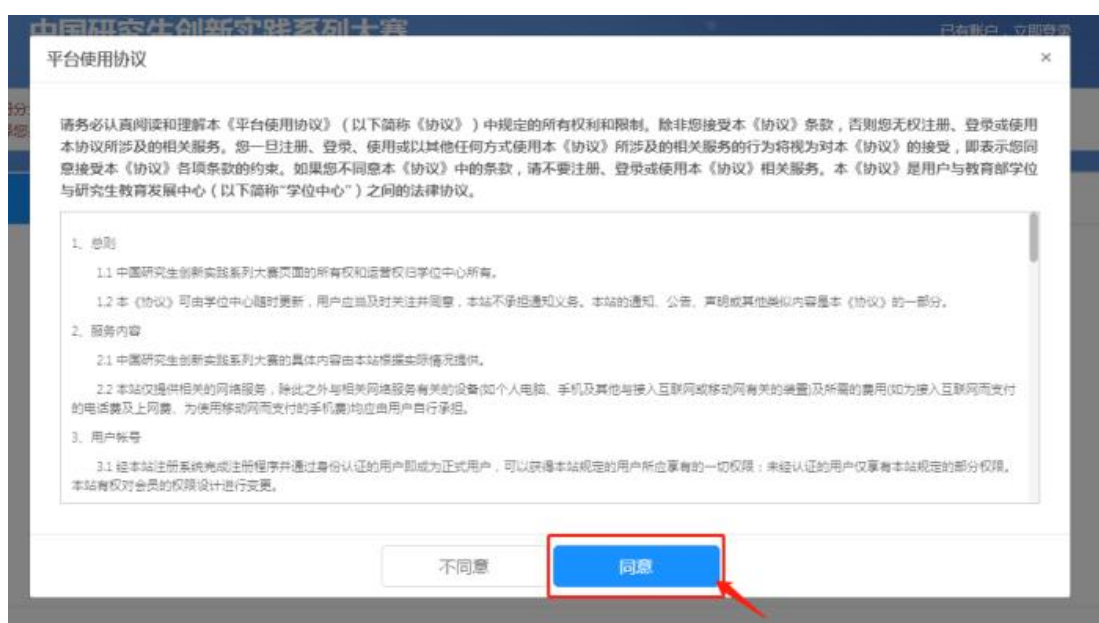 中国研究生创新实践系列大赛
已有账户，立即登录
平台使用协议
×
请务必认真阅读和理解本《平台使用协议》（以下简称《协议》）中规定的所有权利和限制。除非您接受本《协议》条款，否则您无权注册、登录或使用
本协议所涉及的相关服务。您一旦注册、登录、使用或以其他任何方式使用本《协议》所涉及的相关服务的行为将视为对本《协议》的接受，即表示您同
意接受本《协议》各项条款的约束。如果您不同意本《协议》中的条款，请不要注册、登录或使用本《协议》相关服务。本《协议》是用户与教育部学位
与研究生教育发展中心（以下简称“学位中心”）之间的法律协议。
1、总则
1.1 中国研究生创新实践系列大赛页面的所有权和运营权归学位中心所有。
1.2 本《协议》可由学位中心随时更新，用户应当及时关注并同意，本站不承担通知义务。本站的通知、公告、声明或其他类似内容是本《协议》的一部分。
2、服务内容
2.1 中国研究生创新实践系列大赛的具体内容由本站根据实际情况提供。
2.2 本站仅提供相关的网络服务，除此之外与相关网络服务有关的设备(如个人电脑、手机及其他与接入互联网或移动网有关的装置)及所需的费用(如为接入互联网而支付
的电话费及上网费、为使用移动网而支付的手机费)均应由用户自行承担。
3、用户帐号
3.1 经本站注册系统完成注册程序并通过身份认证的用户即成为正式用户，可以获得本站规定的用户所应享有的一切权限；未经认证的用户仅享有本站规定的部分权限。
本站有权对会员的权限设计进行变更。
不同意
同意